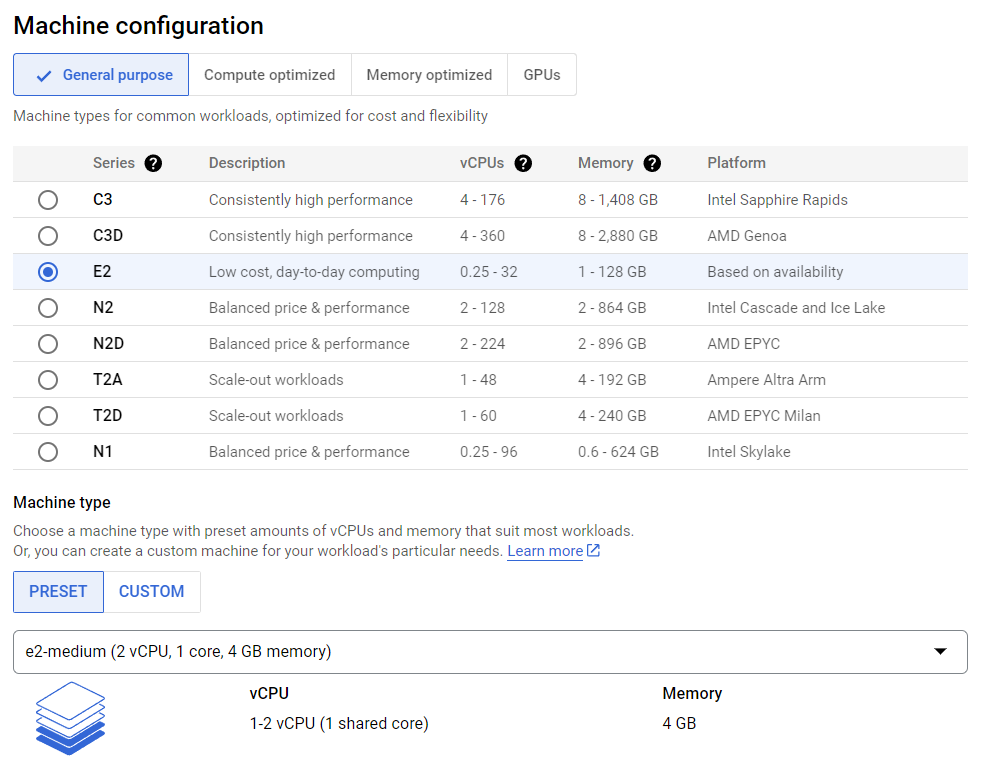 Machine configuration
General purpose Compute optimized Memory optimized GPUs
Machine types for common workloads, optimized for cost and flexibility
Series ? Description vCPUs ? Memory ? Platform
C3 Consistently high performance 4 - 176 8 - 1,408 GB Intel Sapphire Rapids
C3D Consistently high performance 4 - 360 8 - 2,880 GB AMD Genoa
E2 Low cost, day-to-day computing 0.25 - 32 1 - 128 GB Based on availability
N2 Balanced price & performance 2 - 128 2 - 864 GB Intel Cascade and Ice Lake
N2D Balanced price & performance 2 - 224 2 - 896 GB AMD EPYC
T2A Scale-out workloads 1 - 48 4 - 192 GB Ampere Altra Arm
T2D Scale-out workloads 1 - 60 4 - 240 GB AMD EPYC Milan
N1 Balanced price & performance 0.25 - 96 0.6 - 624 GB Intel Skylake
Machine type
Choose a machine type with preset amounts of vCPUs and memory that suit most workloads.
Or, you can create a custom machine for your workload's particular needs. Learn more
PRESET CUSTOM
e2-medium (2 vCPU, 1 core, 4 GB memory)
vCPU Memory
1-2 vCPU (1 shared core) 4 GB